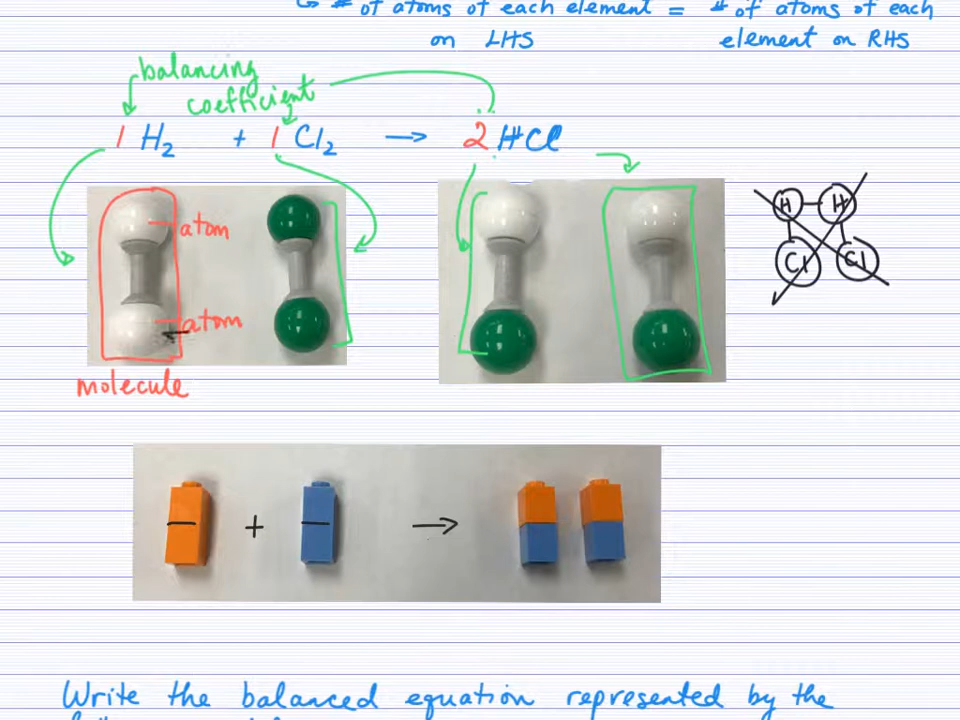 ↳ # of atoms of each element = # of atoms of each
on LHS element on RHS
balancing
coefficient
1 H₂ + 1 Cl₂ → 2 HCl
atom
atom
molecule
H H
Cl Cl
+ →
Write the balanced equation represented by the